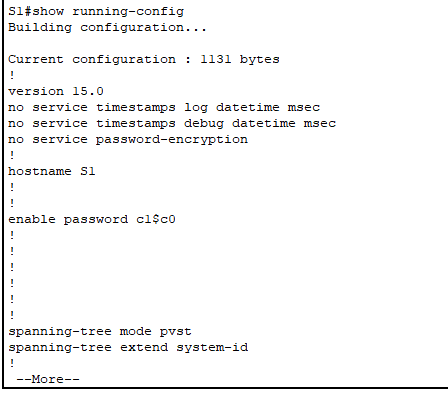 S1#show running-config
Building configuration...
Current configuration : 1131 bytes
!
version 15.0
no service timestamps log datetime msec
no service timestamps debug datetime msec
no service password-encryption
!
hostname S1
!
!
enable password c1$c0
!
!
!
!
!
!
spanning-tree mode pvst
spanning-tree extend system-id
!
--More--